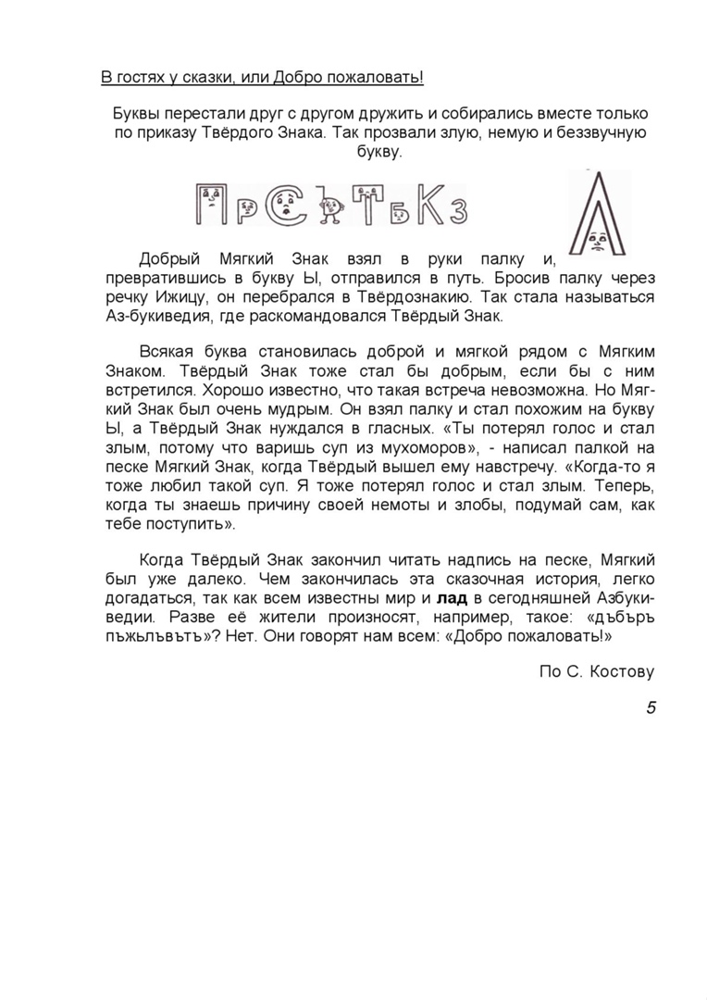 В гостях у сказки, или Добро пожаловать!
Буквы перестали друг с другом дружить и собирались вместе только
по приказу Твёрдого Знака. Так прозвали злую, немую и беззвучную
букву.
П Р С Ъ Т Б К З
Л
Добрый Мягкий Знак взял в руки палку и,
превратившись в букву Ы, отправился в путь. Бросив палку через
речку Ижицу, он перебрался в Твёрдознакию. Так стала называться
Аз-букиведия, где раскомандовался Твёрдый Знак.
Всякая буква становилась доброй и мягкой рядом с Мягким
Знаком. Твёрдый Знак тоже стал бы добрым, если бы с ним
встретился. Хорошо известно, что такая встреча невозможна. Но Мяг-
кий Знак был очень мудрым. Он взял палку и стал похожим на букву
Ы, а Твёрдый Знак нуждался в гласных. «Ты потерял голос и стал
злым, потому что варишь суп из мухоморов», - написал палкой на
песке Мягкий Знак, когда Твёрдый вышел ему навстречу. «Когда-то я
тоже любил такой суп. Я тоже потерял голос и стал злым. Теперь,
когда ты знаешь причину своей немоты и злобы, подумай сам, как
тебе поступить».
Когда Твёрдый Знак закончил читать надпись на песке, Мягкий
был уже далеко. Чем закончилась эта сказочная история, легко
догадаться, так как всем известны мир и лад в сегодняшней Азбуки-
ведии. Разве её жители произносят, например, такое: «дъбъръ
пъжьлъвътъ»? Нет. Они говорят нам всем: «Добро пожаловать!»
По С. Костову
5